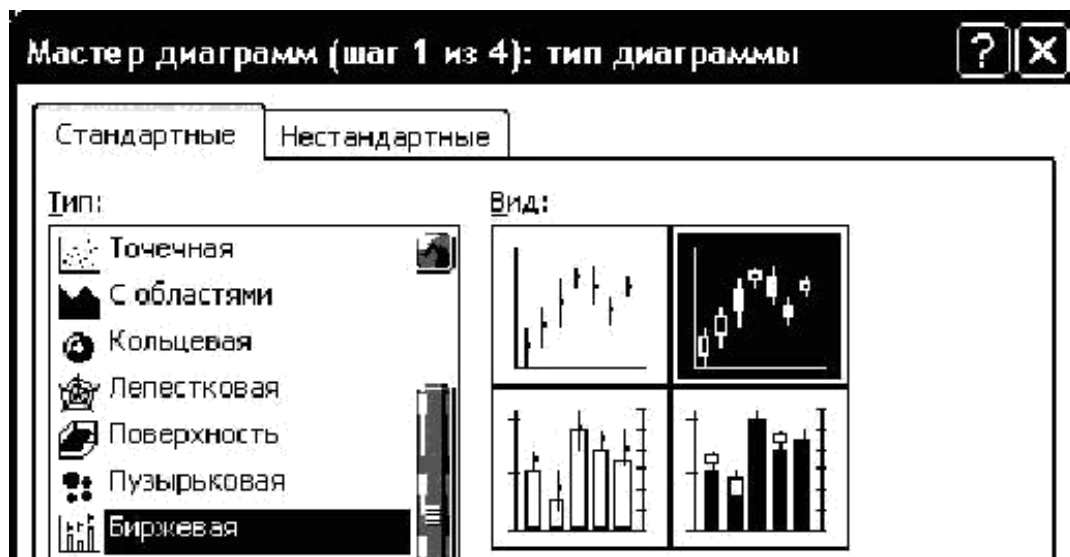 Мастер диаграмм (шаг 1 из 4): тип диаграммы
Стандартные Нестандартные
Тип: Вид:
Точечная
С областями
Кольцевая
Лепестковая
Поверхность
Пузырьковая
Биржевая